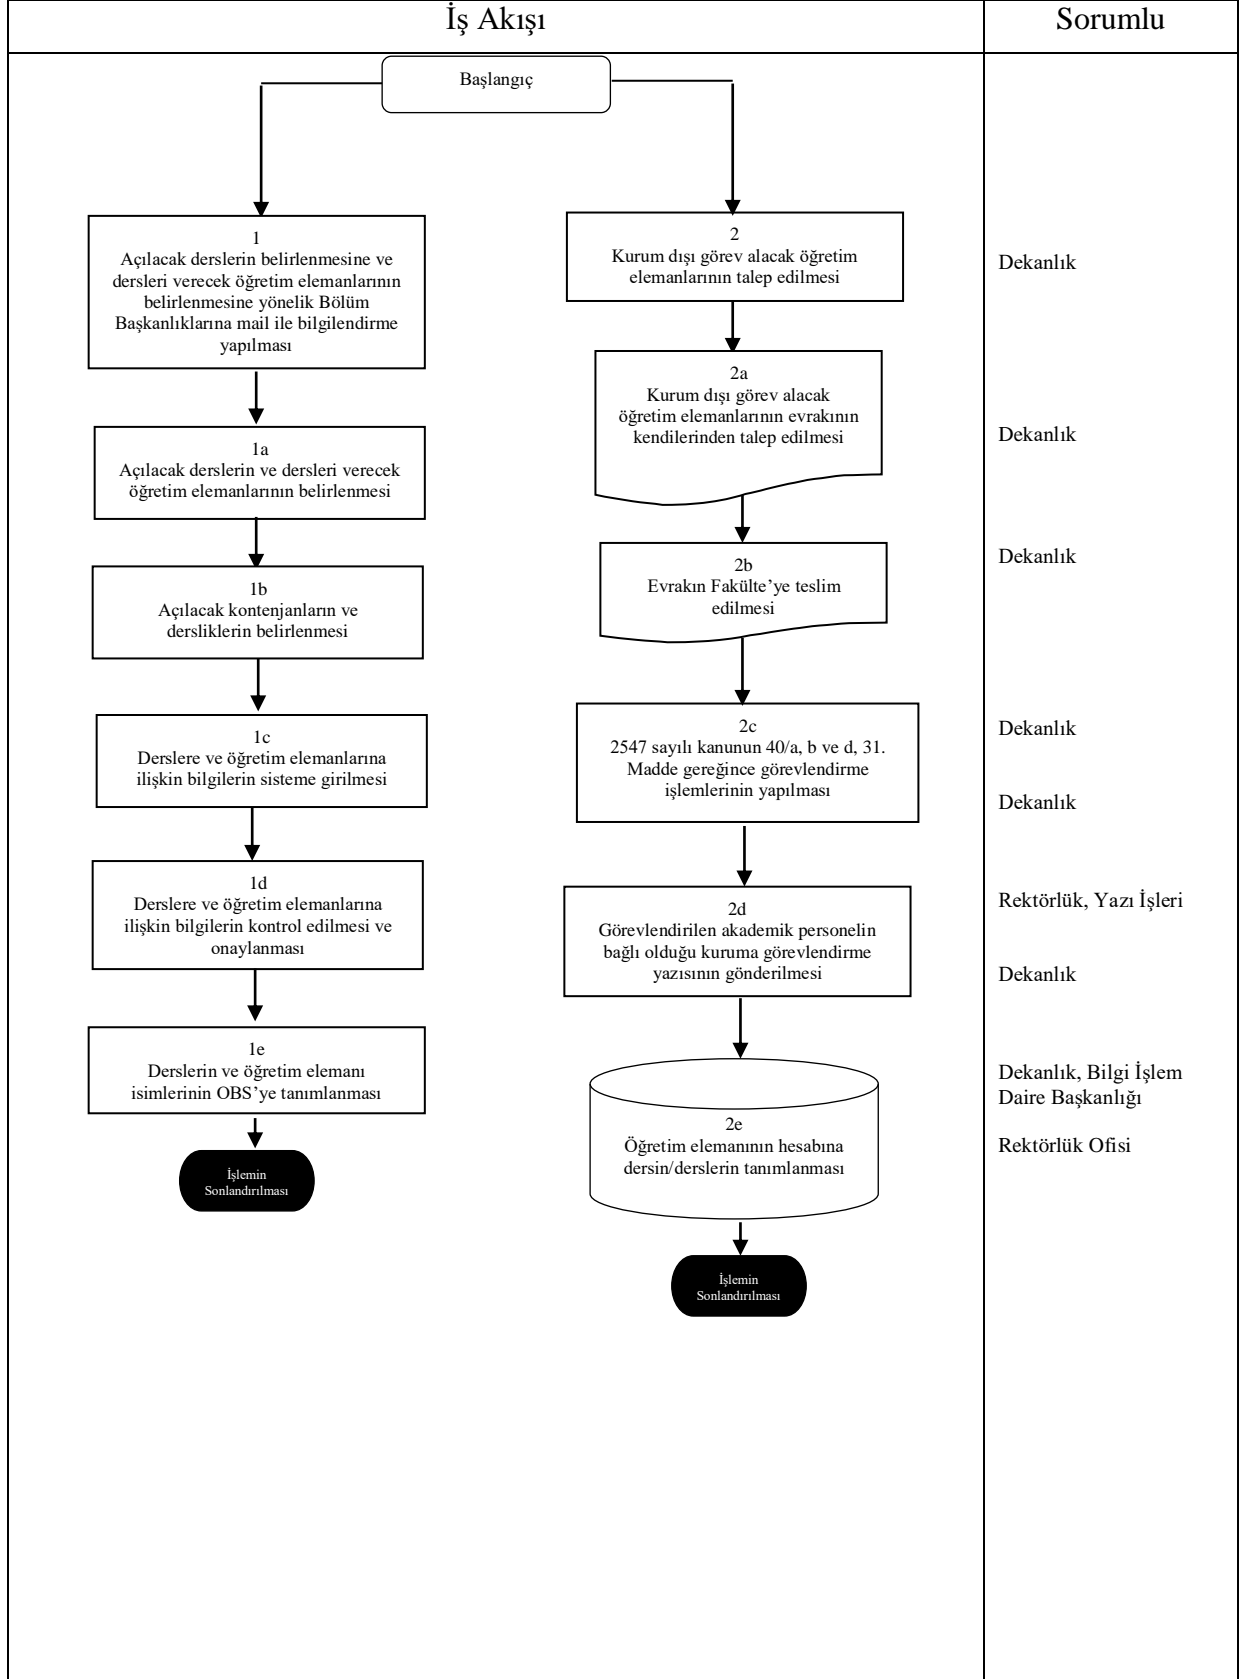 İş Akışı
Sorumlu
Başlangıç
1
Açılacak derslerin belirlenmesine ve
dersleri verecek öğretim elemanlarının
belirlenmesine yönelik Bölüm
Başkanlıklarına mail ile bilgilendirme
yapılması
1a
Açılacak derslerin ve dersleri verecek
öğretim elemanlarının belirlenmesi
1b
Açılacak kontenjanların ve
dersliklerin belirlenmesi
1c
Derslere ve öğretim elemanlarına
ilişkin bilgilerin sisteme girilmesi
1d
Derslere ve öğretim elemanlarına
ilişkin bilgilerin kontrol edilmesi ve
onaylanması
1e
Derslerin ve öğretim elemanı
isimlerinin OBS’ye tanımlanması
İşlemin
Sonlandırılması
2
Kurum dışı görev alacak öğretim
elemanlarının talep edilmesi
2a
Kurum dışı görev alacak
öğretim elemanlarının evrakının
kendilerinden talep edilmesi
2b
Evrakın Fakülte’ye teslim
edilmesi
2c
2547 sayılı kanunun 40/a, b ve d, 31.
Madde gereğince görevlendirme
işlemlerinin yapılması
2d
Görevlendirilen akademik personelin
bağlı olduğu kuruma görevlendirme
yazısının gönderilmesi
2e
Öğretim elemanının hesabına
dersin/derslerin tanımlanması
İşlemin
Sonlandırılması
Dekanlık
Dekanlık
Dekanlık
Dekanlık
Dekanlık
Rektörlük, Yazı İşleri
Dekanlık
Dekanlık, Bilgi İşlem
Daire Başkanlığı
Rektörlük Ofisi